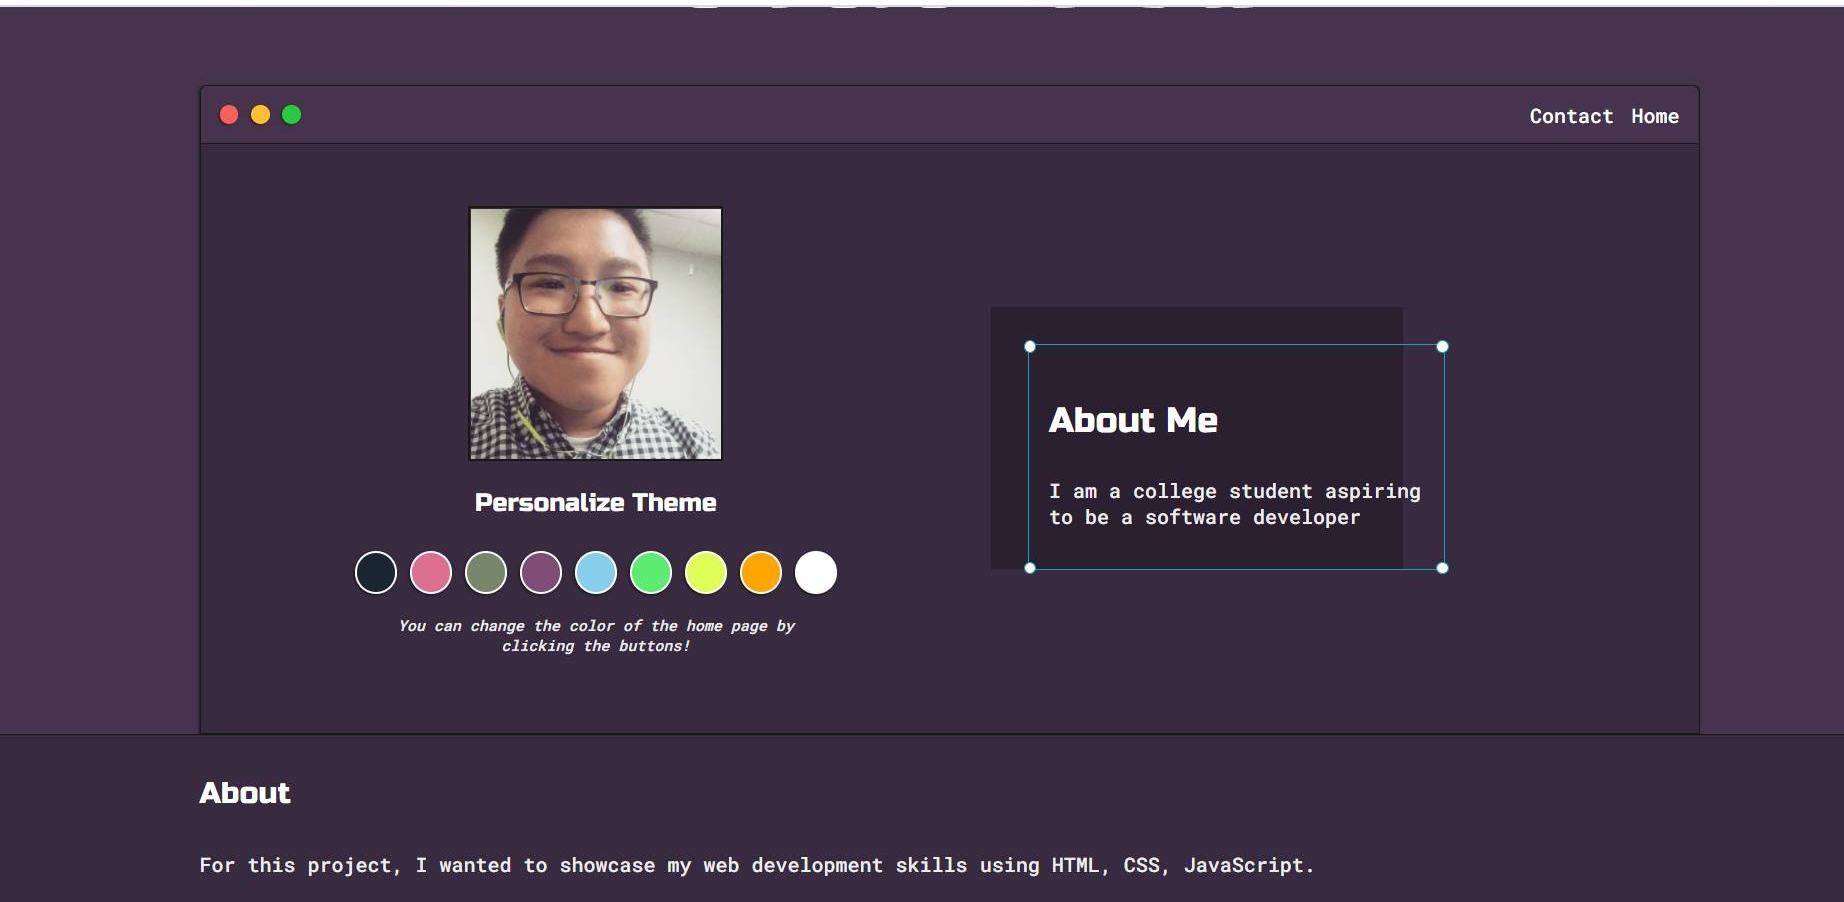 Contact Home
Personalize Theme
You can change the color of the home page by
clicking the buttons!
About Me
I am a college student aspiring
to be a software developer
About
For this project, I wanted to showcase my web development skills using HTML, CSS, JavaScript.